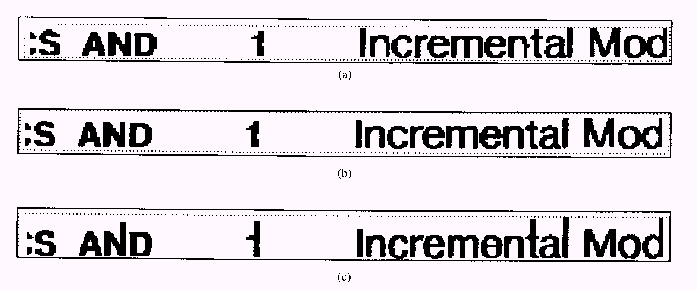 :S AND 1 Incremental Mod
(a)
:S AND 1 Incremental Mod
(b)
:S AND 1 Incremental Mod
(c)